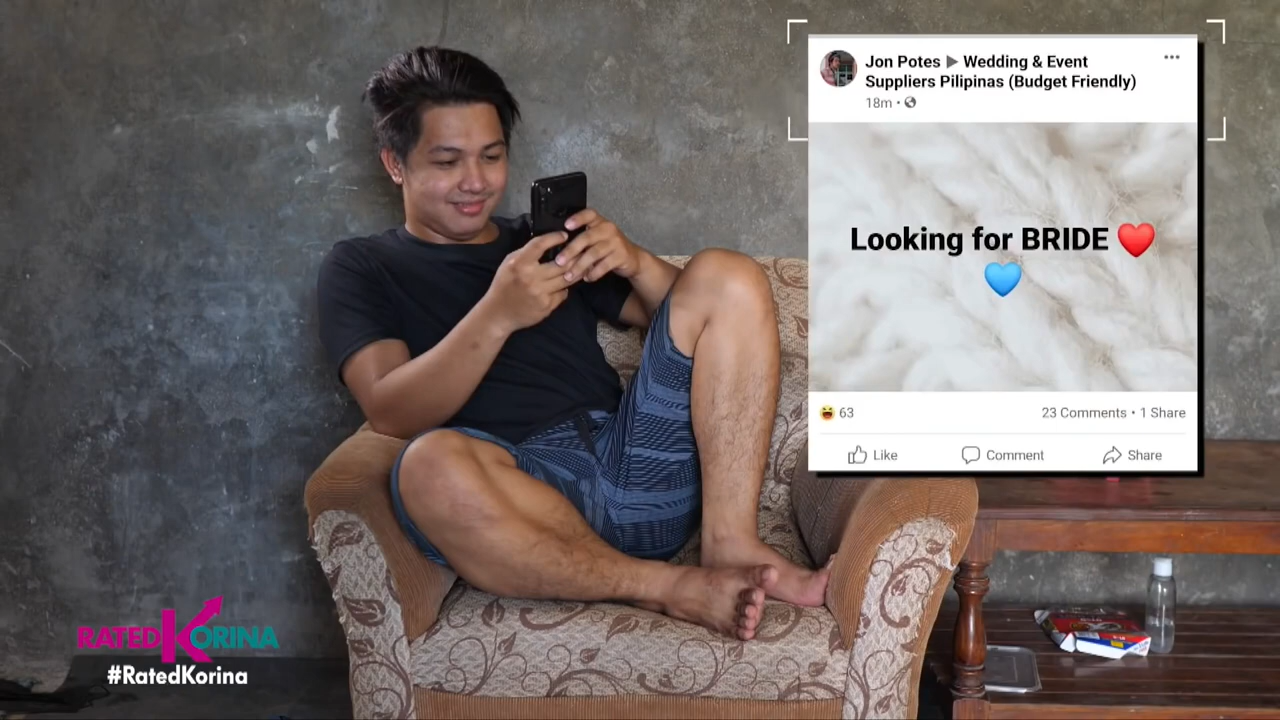 Jon Potes ▶ Wedding & Event
Suppliers Pilipinas (Budget Friendly)
18m •
Looking for BRIDE ❤️
💙
😆 63
23 Comments • 1 Share
Like
Comment
Share
RATED KORINA
#RatedKorina